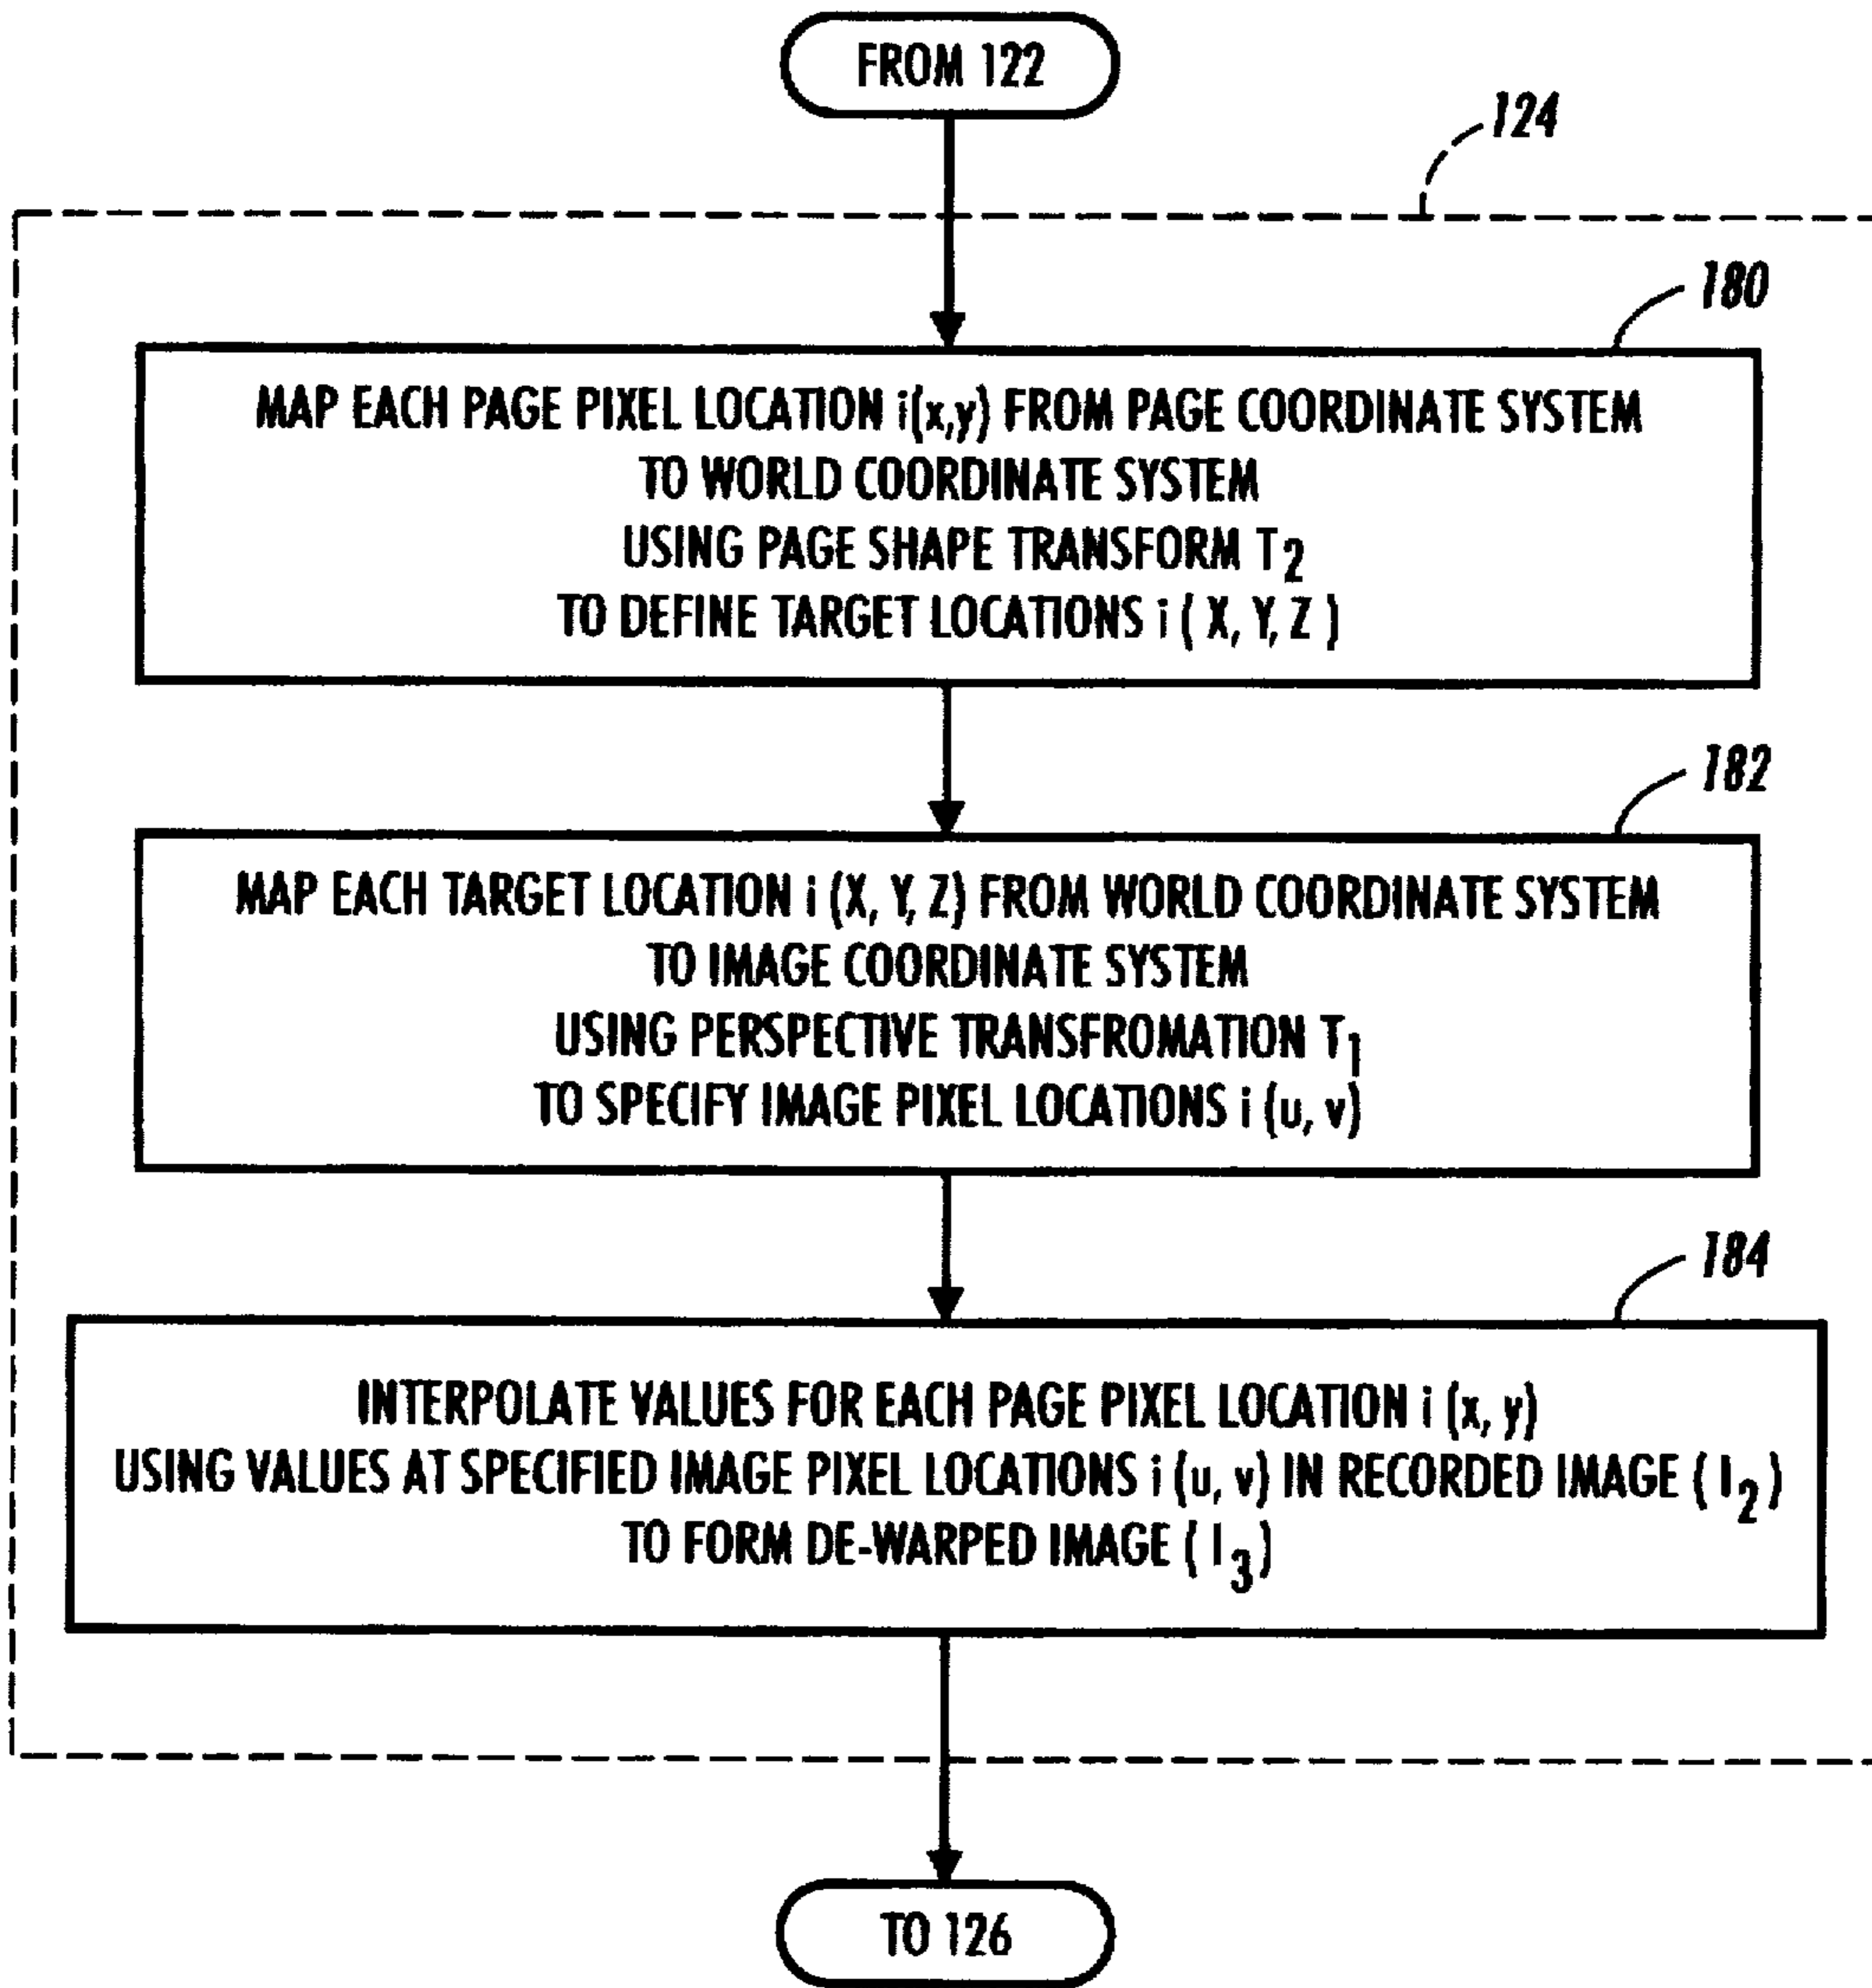 FROM 122
124
180
MAP EACH PAGE PIXEL LOCATION i(x,y) FROM PAGE COORDINATE SYSTEM
TO WORLD COORDINATE SYSTEM
USING PAGE SHAPE TRANSFORM T2
TO DEFINE TARGET LOCATIONS i ( X, Y, Z )
182
MAP EACH TARGET LOCATION i (X, Y, Z) FROM WORLD COORDINATE SYSTEM
TO IMAGE COORDINATE SYSTEM
USING PERSPECTIVE TRANSFROMATION T1
TO SPECIFY IMAGE PIXEL LOCATIONS i (u, v)
184
INTERPOLATE VALUES FOR EACH PAGE PIXEL LOCATION i (x, y)
USING VALUES AT SPECIFIED IMAGE PIXEL LOCATIONS i (u, v) IN RECORDED IMAGE ( I2 )
TO FORM DE-WARPED IMAGE ( I3 )
TO 126